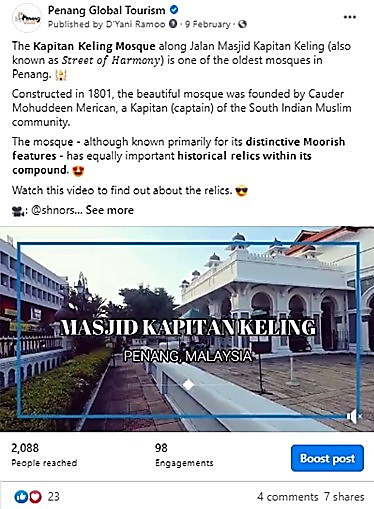 Penang Global Tourism
Published by D'Yani Ramoo · 9 February ·
The Kapitan Keling Mosque along Jalan Masjid Kapitan Keling (also
known as Street of Harmony) is one of the oldest mosques in
Penang. 🕌
Constructed in 1801, the beautiful mosque was founded by Cauder
Mohuddeen Merican, a Kapitan (captain) of the South Indian Muslim
community.
The mosque - although known primarily for its distinctive Moorish
features - has equally important historical relics within its
compound. 😍
Watch this video to find out about the relics. 😎
🎥: @shnors... See more
MASJID KAPITAN KELING
PENANG, MALAYSIA
2,088 98
People reached Engagements Boost post
23 4 comments 7 shares